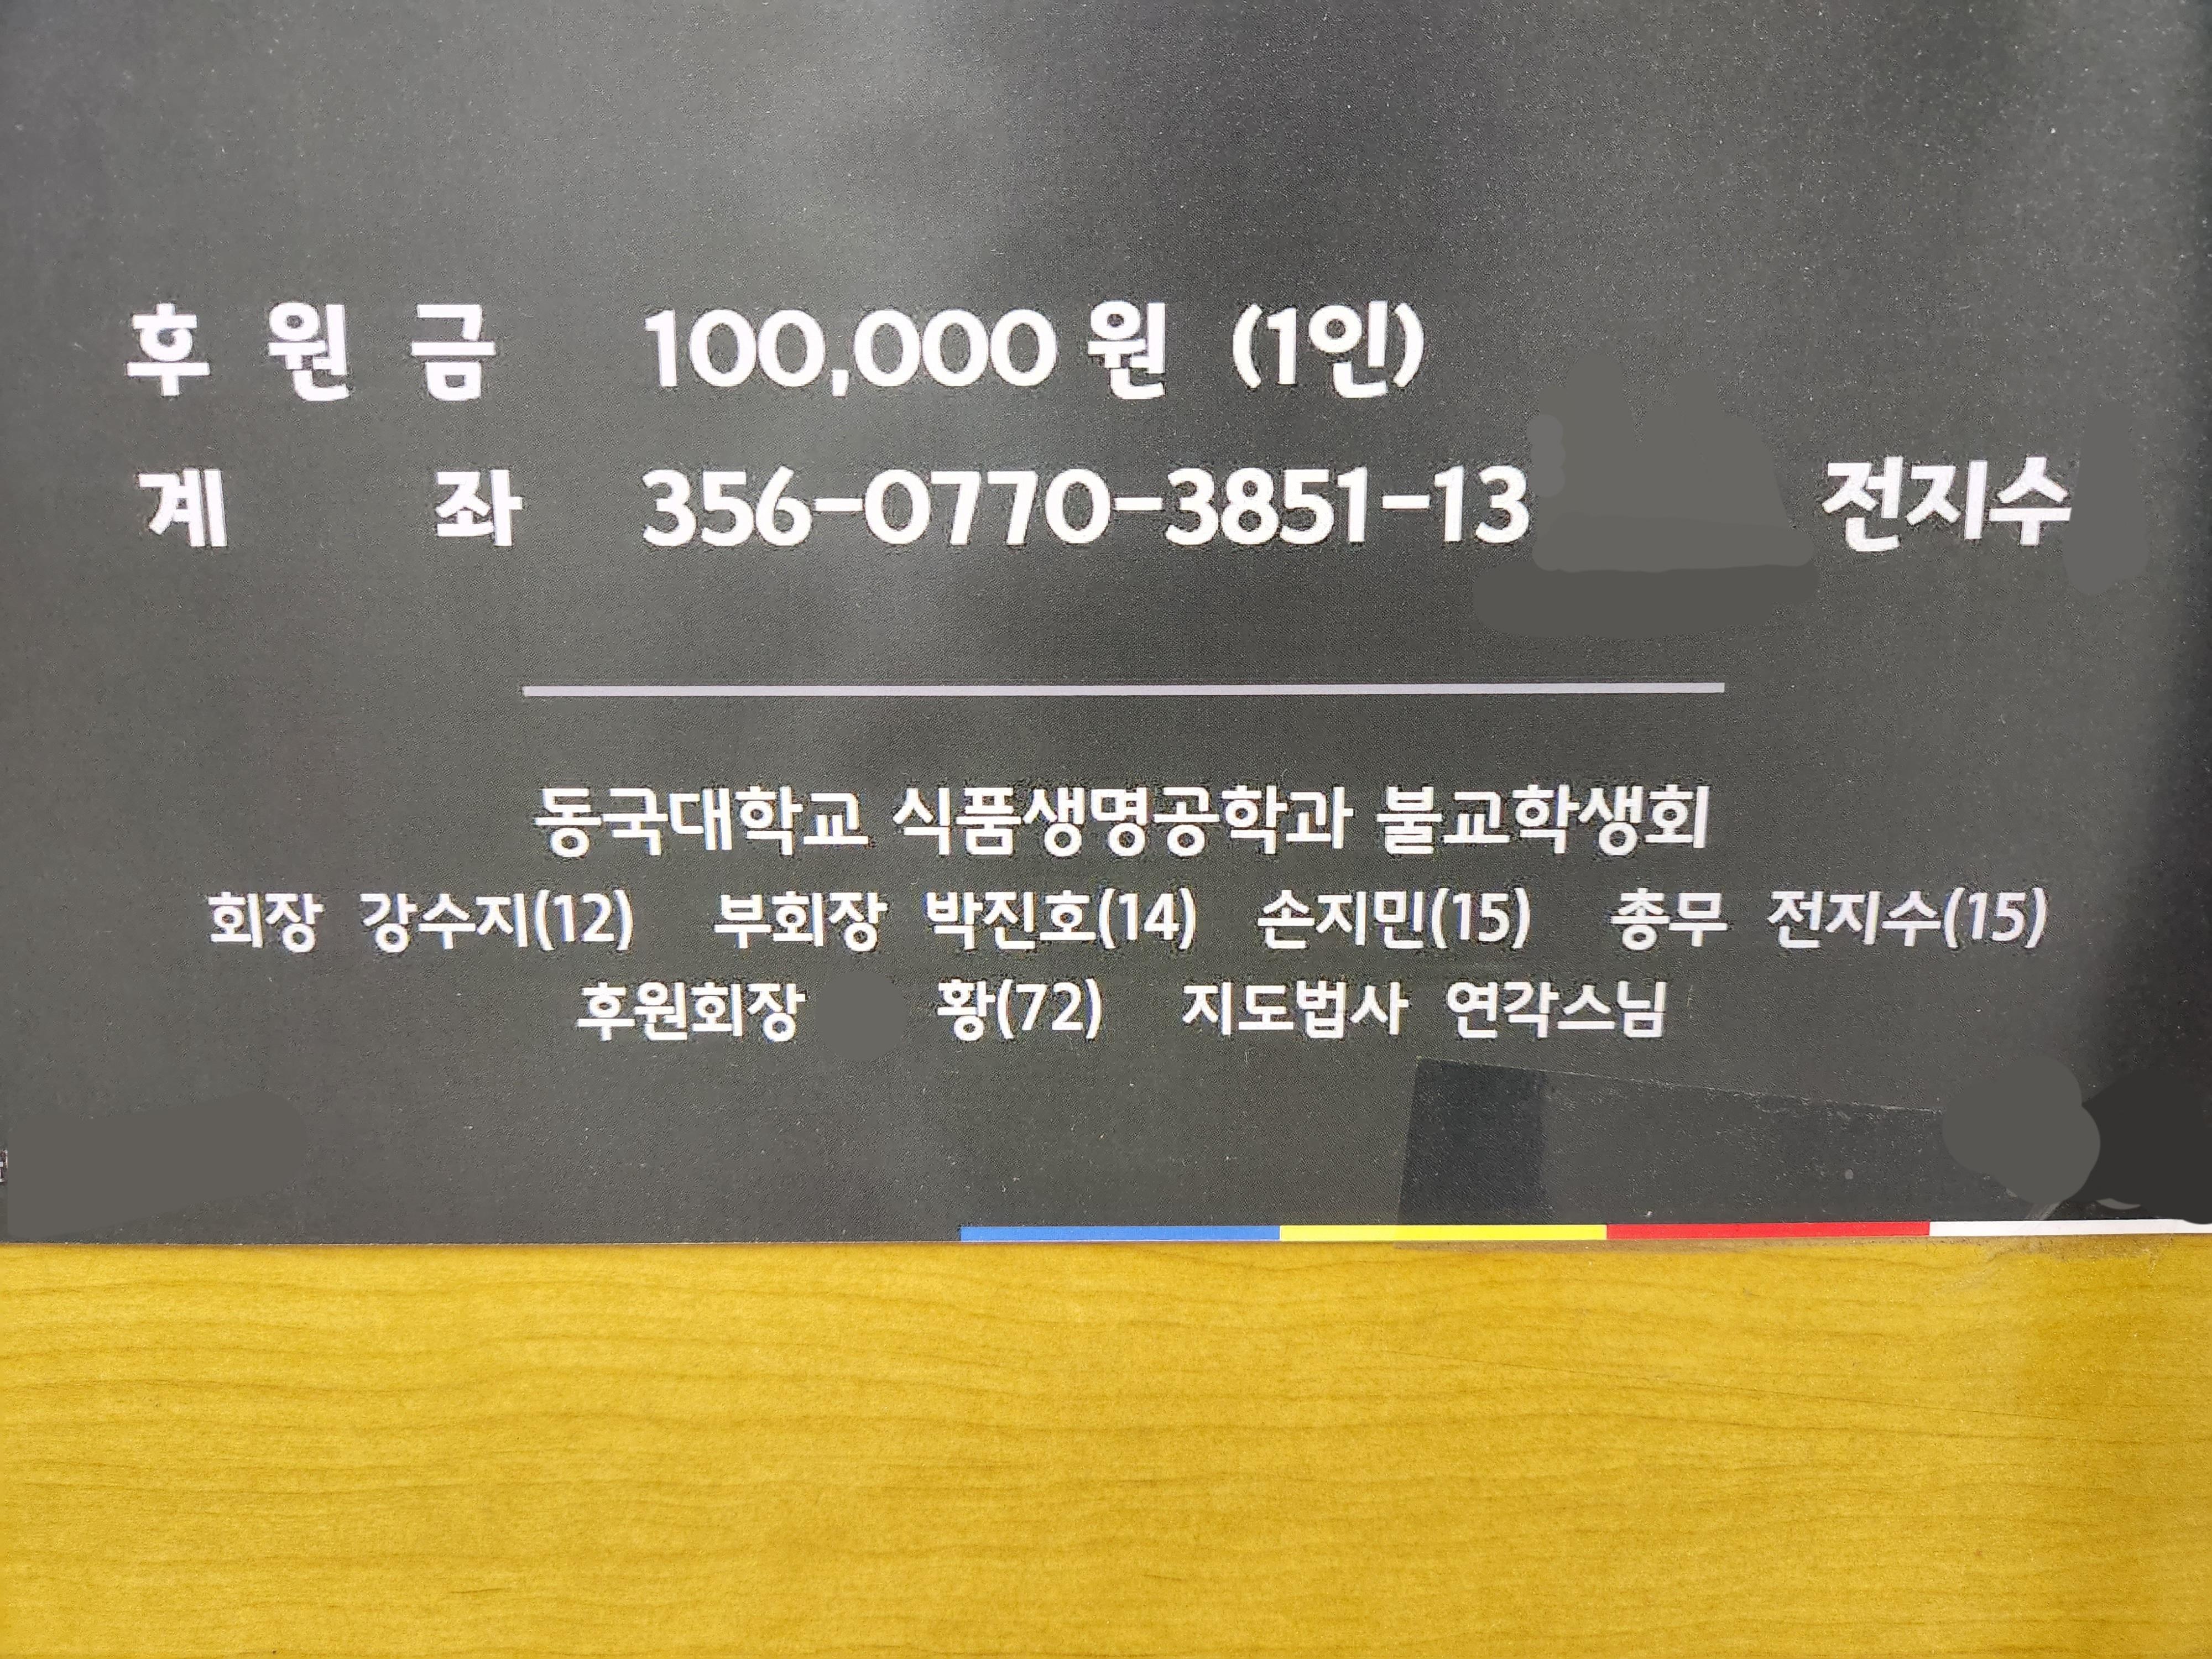 후 원 금 100,000 원 (1인)
계 좌 356-0770-3851-13 전지수
동국대학교 식품생명공학과 불교학생회
회장 강수지(12) 부회장 박진호(14) 손지민(15) 총무 전지수(15)
후원회장 황(72) 지도법사 연각스님